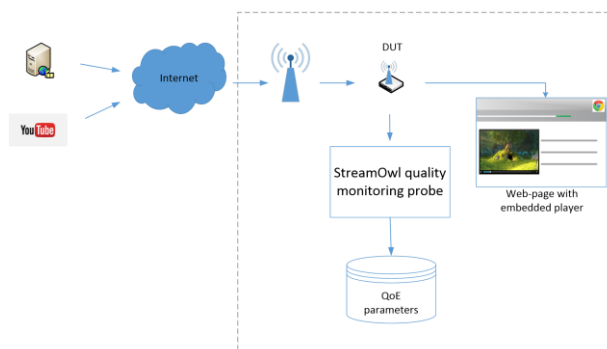 DUT
Internet
YouTube
StreamOwl quality
monitoring probe
Web-page with
embedded player
QoE
parameters